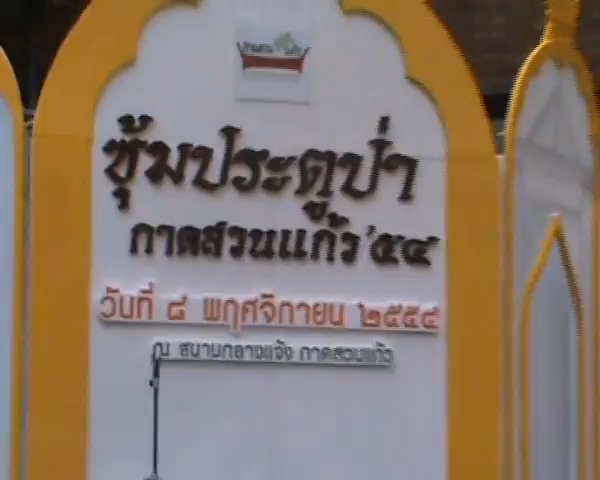 ซุ้มประตูป่า
กาดสวนแก้ว'๕๔
วันที่ ๘ พฤศจิกายน ๒๕๕๔
ณ สนามกลางแจ้ง กาดสวนแก้ว